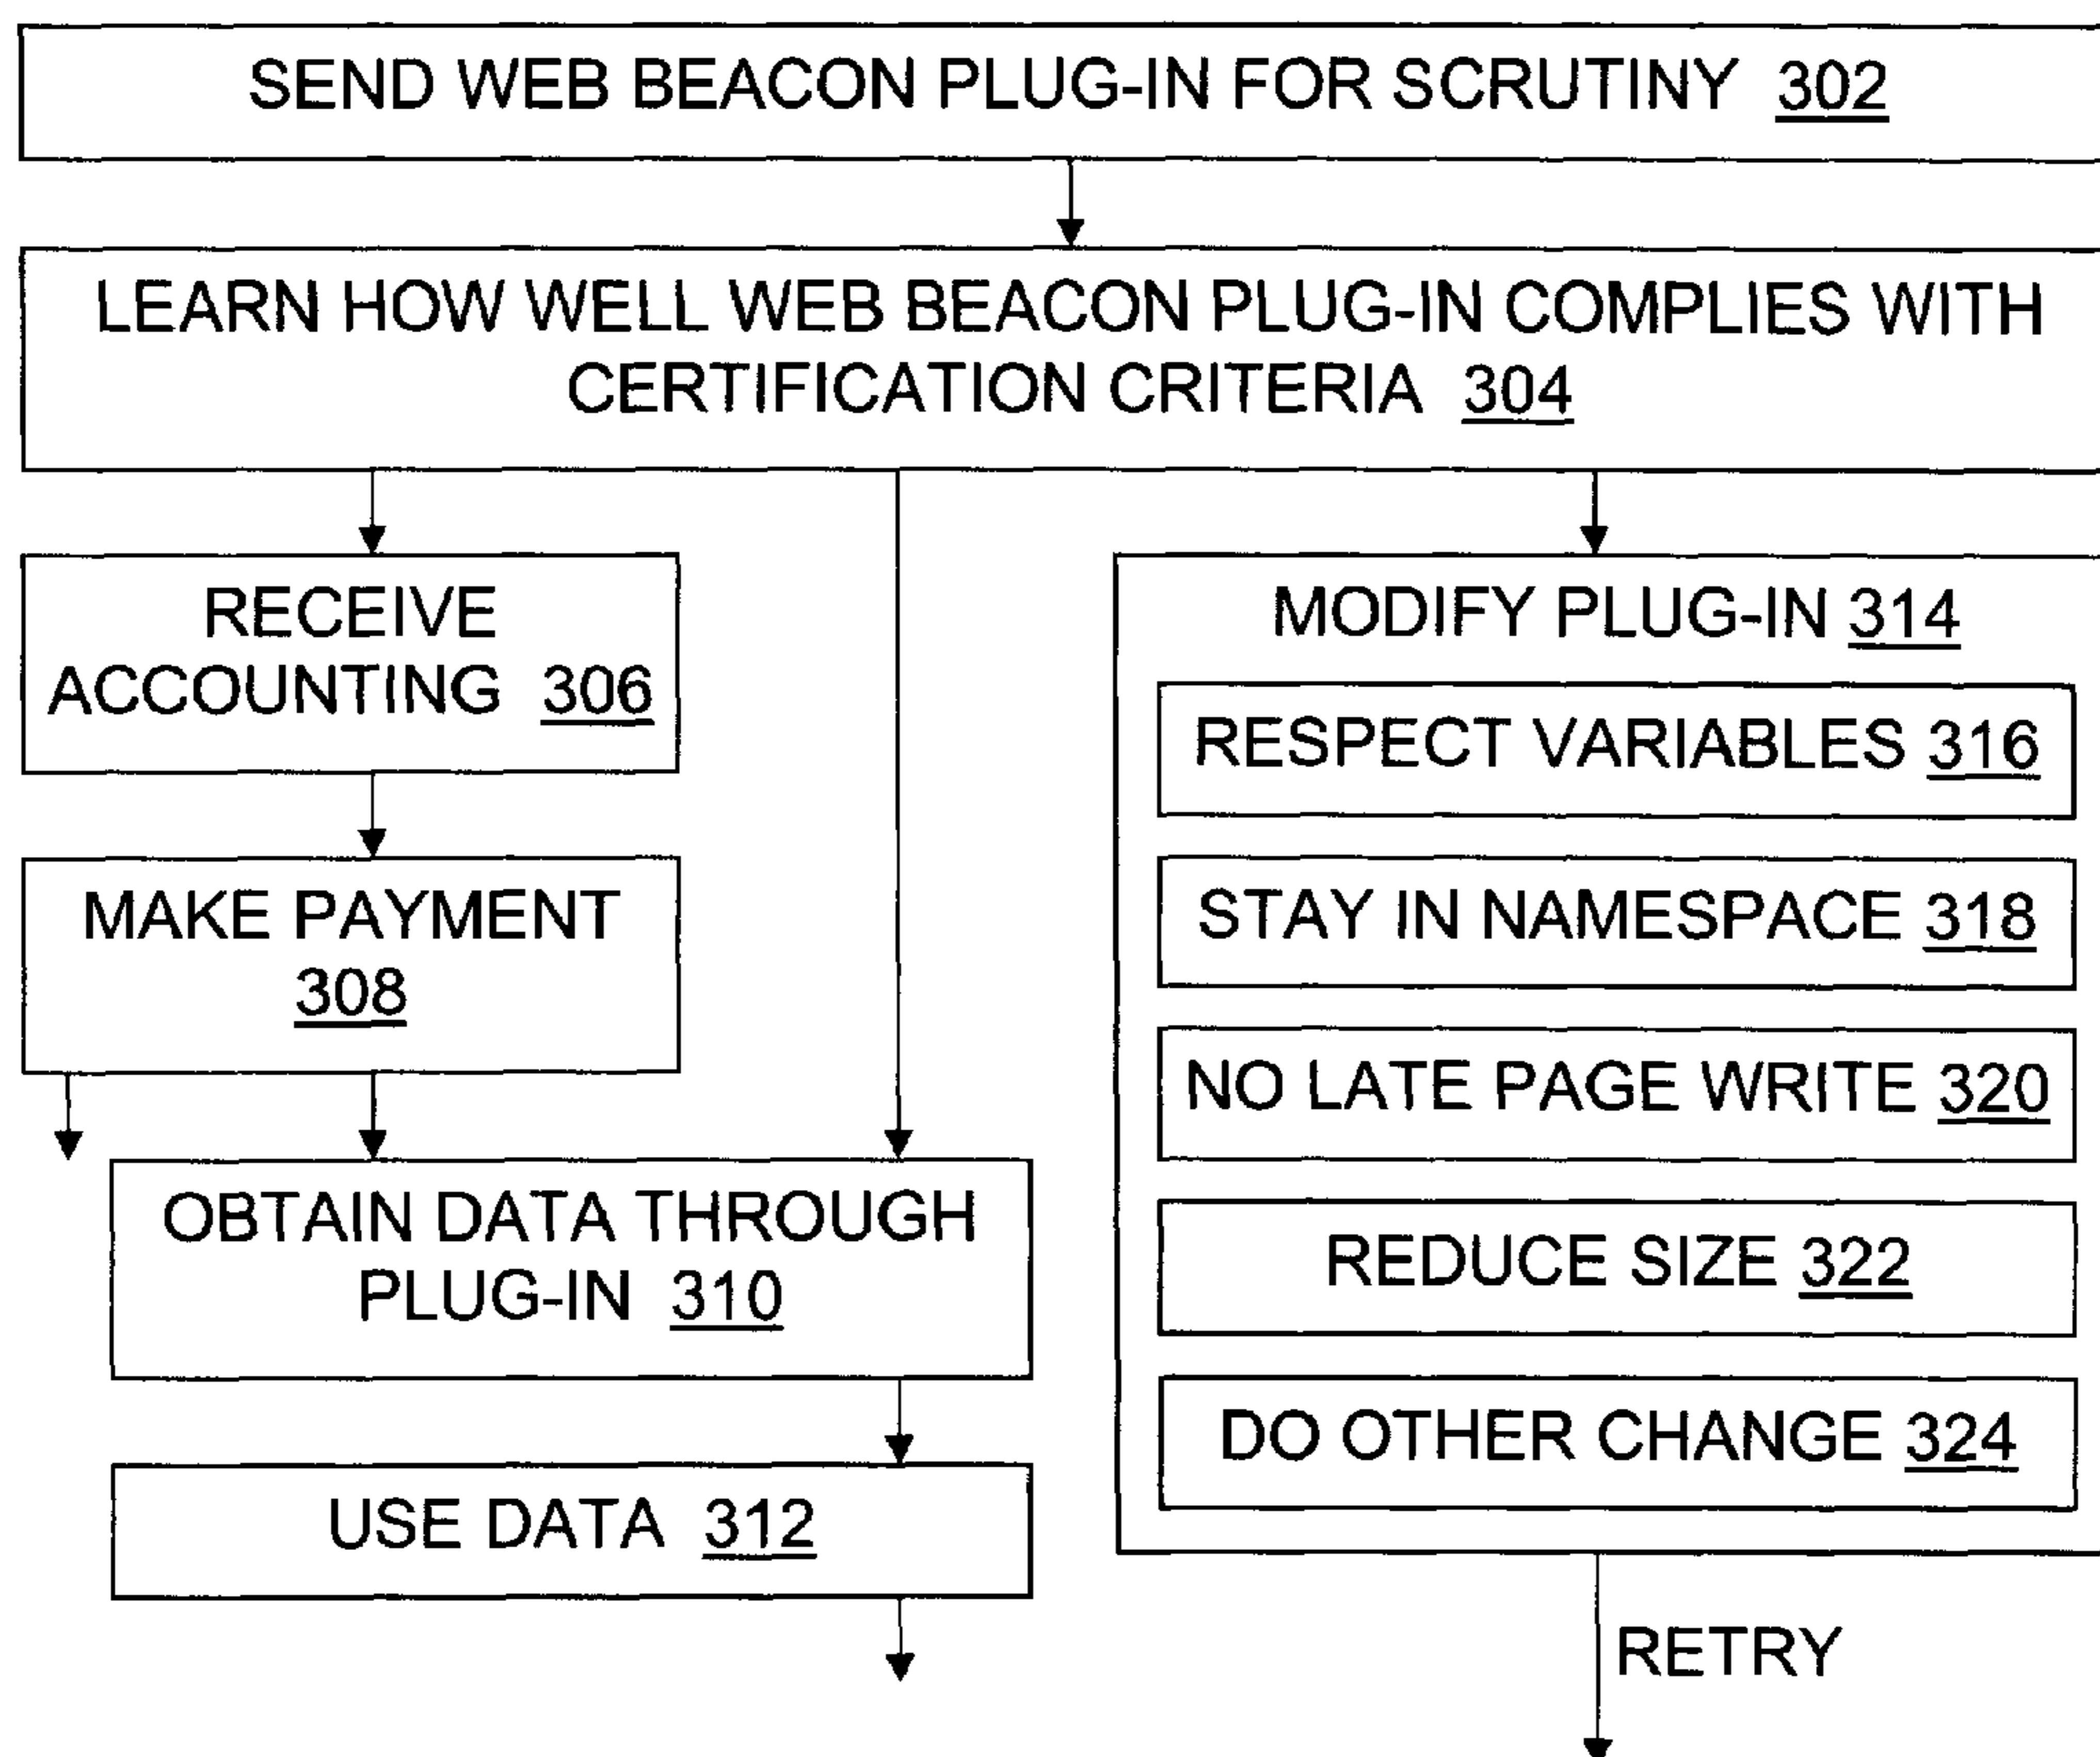 SEND WEB BEACON PLUG-IN FOR SCRUTINY 302
LEARN HOW WELL WEB BEACON PLUG-IN COMPLIES WITH
CERTIFICATION CRITERIA 304
RECEIVE
ACCOUNTING 306
MAKE PAYMENT
308
OBTAIN DATA THROUGH
PLUG-IN 310
USE DATA 312
MODIFY PLUG-IN 314
RESPECT VARIABLES 316
STAY IN NAMESPACE 318
NO LATE PAGE WRITE 320
REDUCE SIZE 322
DO OTHER CHANGE 324
RETRY